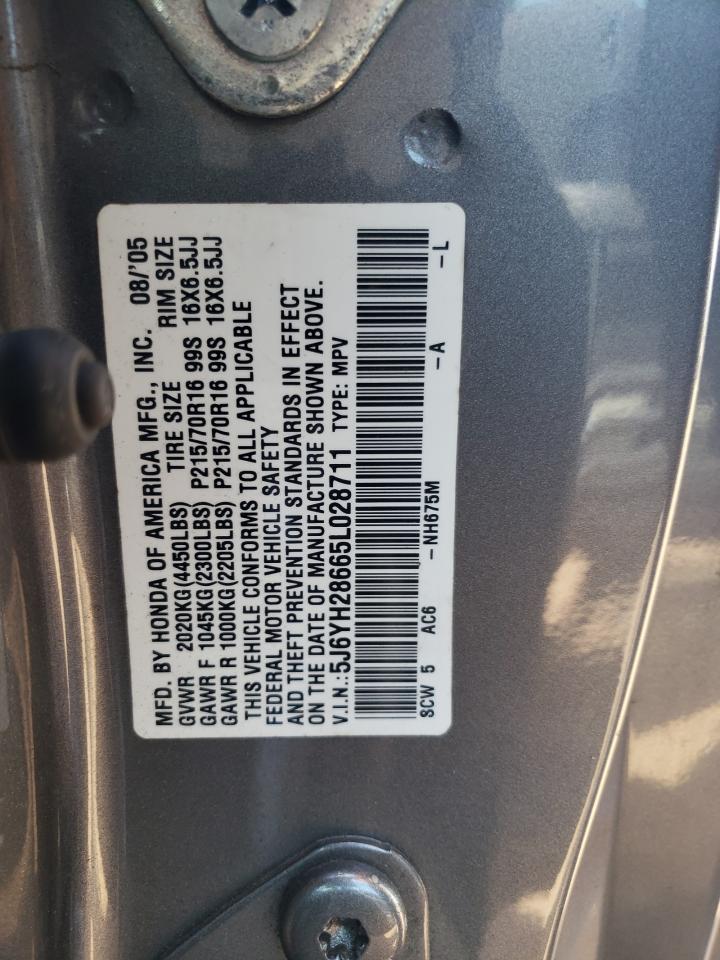 MFD. BY HONDA OF AMERICA MFG., INC. 08/'05
GVWR 2020KG(4450LBS) TIRE SIZE RIM SIZE
GAWR F 1045KG(2300LBS) P215/70R16 99S 16X6.5JJ
GAWR R 1000KG(2205LBS) P215/70R16 99S 16X6.5JJ
THIS VEHICLE CONFORMS TO ALL APPLICABLE
FEDERAL MOTOR VEHICLE SAFETY
AND THEFT PREVENTION STANDARDS IN EFFECT
ON THE DATE OF MANUFACTURE SHOWN ABOVE.
V.I.N.:5J6YH28665L028711 TYPE: MPV
SCW 5 AC6 -NH675M -A -L